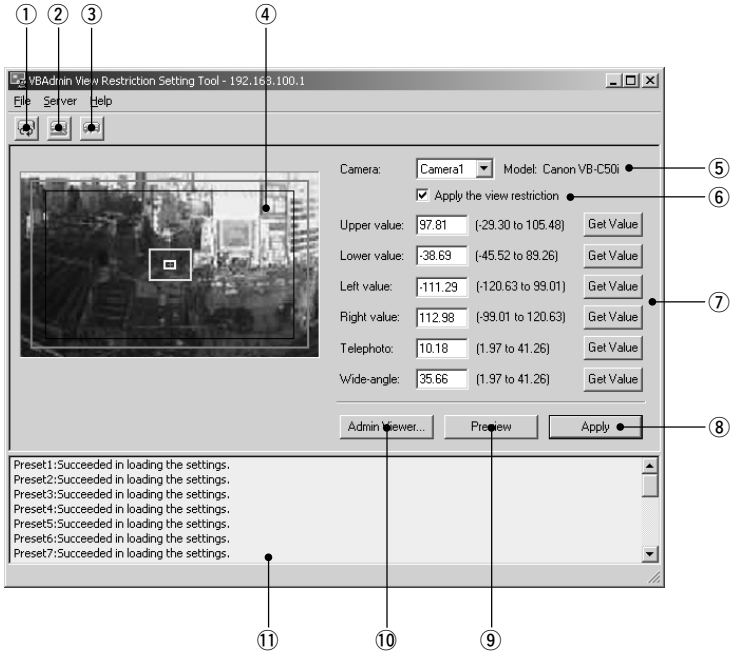 ① ② ③ ④
VBAdmin View Restriction Setting Tool - 192.168.100.1
File Server Help
Camera: Camera1 Model: Canon VB-C50i ⑤
Apply the view restriction ⑥
Upper value: 97.81 (-29.30 to 105.48) Get Value
Lower value: -38.69 (-45.52 to 89.26) Get Value
Left value: -111.29 (-120.63 to 99.01) Get Value
⑦
Right value: 112.98 (-99.01 to 120.63) Get Value
Telephoto: 10.18 (1.97 to 41.26) Get Value
Wide-angle: 35.66 (1.97 to 41.26) Get Value
Admin Viewer... Preview Apply ⑧
Preset1:Succeeded in loading the settings.
Preset2:Succeeded in loading the settings.
Preset3:Succeeded in loading the settings.
Preset4:Succeeded in loading the settings.
Preset5:Succeeded in loading the settings.
Preset6:Succeeded in loading the settings.
Preset7:Succeeded in loading the settings.
⑪ ⑩ ⑨